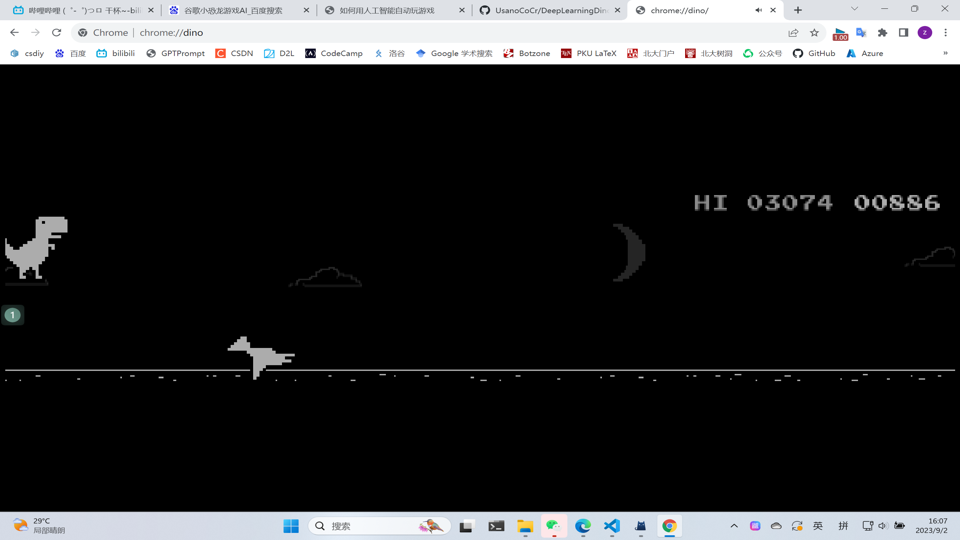 哔哩哔哩 (゜-゜)つロ 干杯~-bili
谷歌小恐龙游戏AI_百度搜索
如何用人工智能自动玩游戏
UsanoCoCr/DeepLearningDin
chrome://dino/
Chrome | chrome://dino
1.00
z
csdiy
百度
bilibili
GPTPrompt
CSDN
D2L
CodeCamp
洛谷
Google 学术搜索
Botzone
PKU LaTeX
北大门户
北大树洞
公众号
GitHub
Azure
»
HI 03074 00886
1
29°C
局部晴朗
搜索
英
拼
16:07
2023/9/2